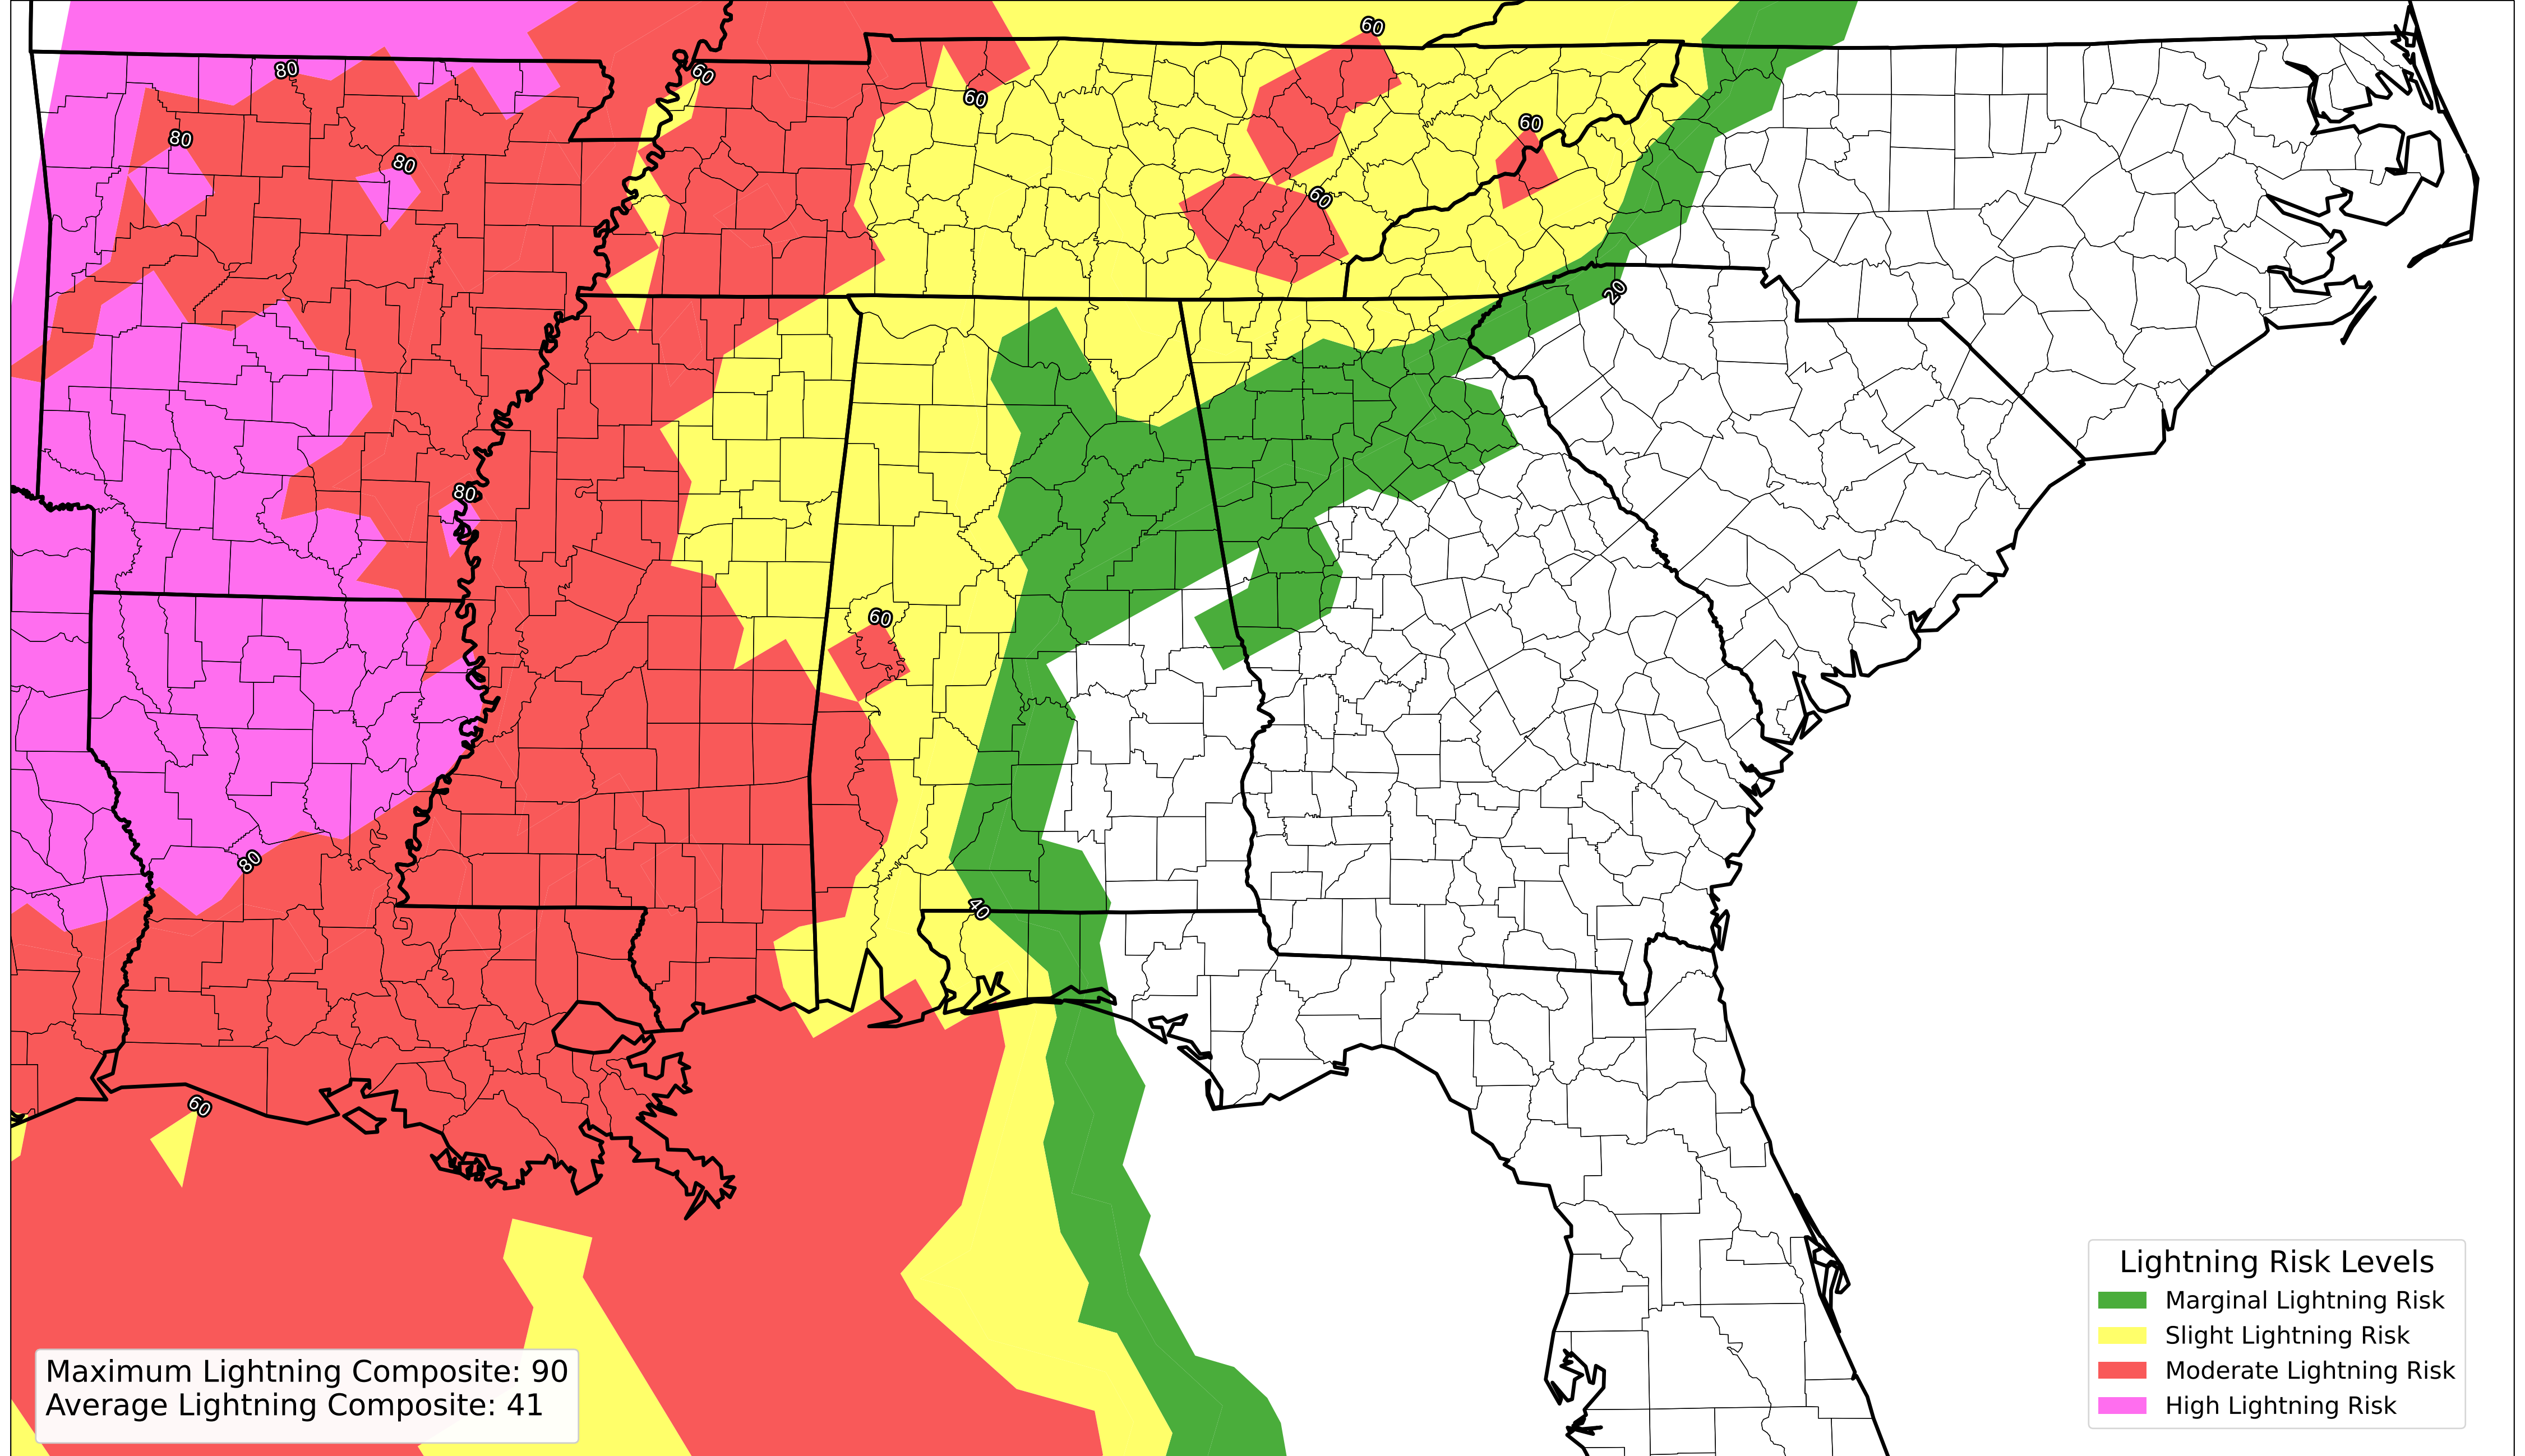 60
80
60
60
80
60
80
60
20
80
60
80
40
60
Lightning Risk Levels
Marginal Lightning Risk
Slight Lightning Risk
Moderate Lightning Risk
High Lightning Risk
Maximum Lightning Composite: 90
Average Lightning Composite: 41